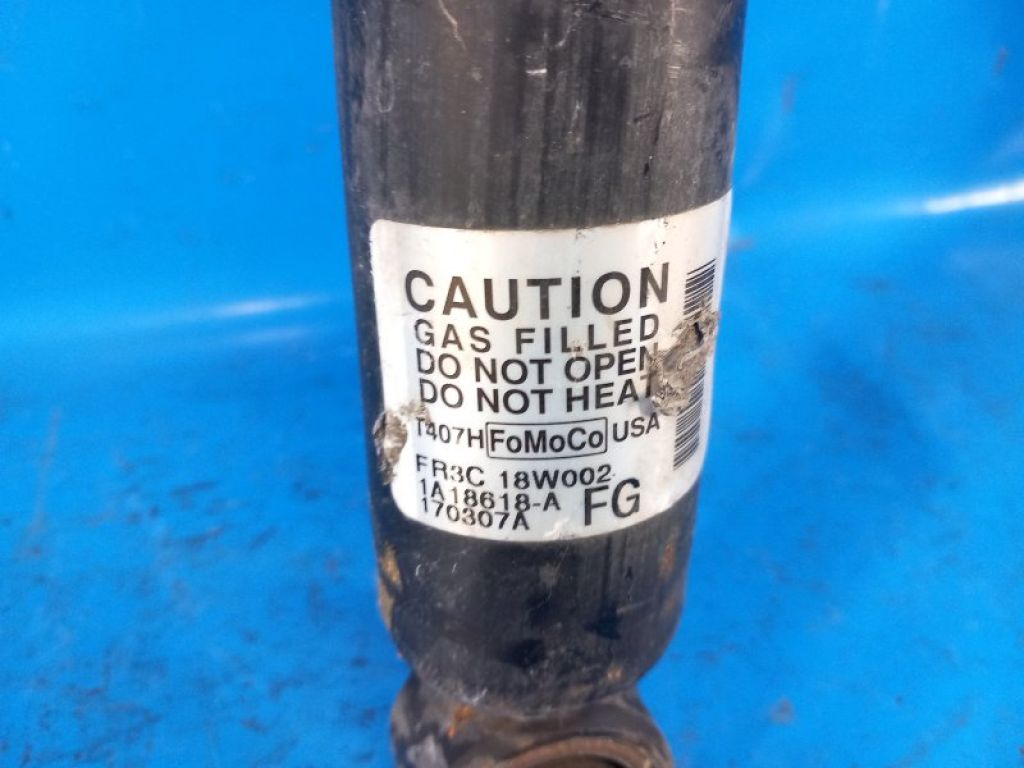 CAUTION
GAS FILLED
DO NOT OPEN
DO NOT HEAT
T407H FoMoCo USA
FR3C 18W002
1A18618-A FG
170307A